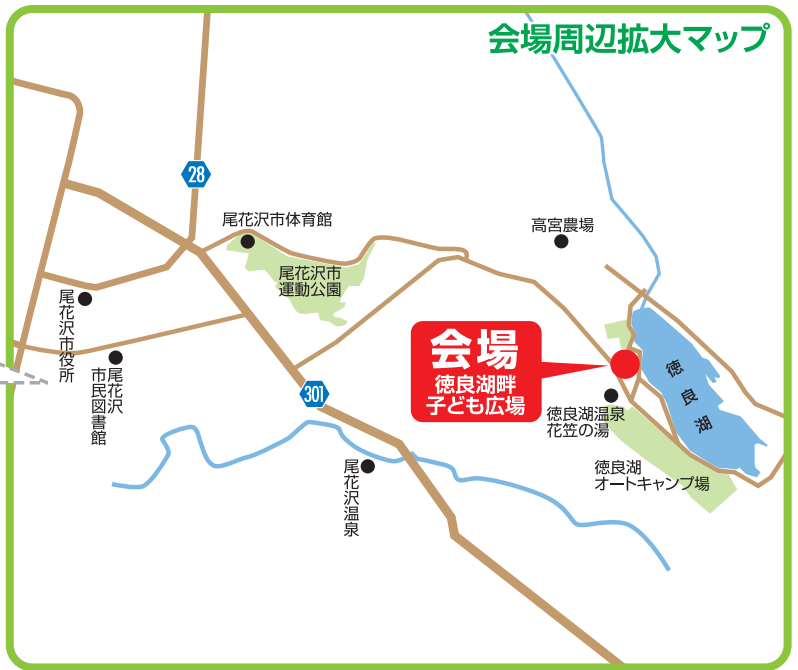 会場周辺拡大マップ
28
尾花沢市体育館
高宮農場
尾花沢市
運動公園
尾花沢市役所
尾花沢
市民図書館
301
会場
徳良湖畔
子ども広場
徳良湖
徳良湖温泉
花笠の湯
徳良湖
オートキャンプ場
尾花沢温泉